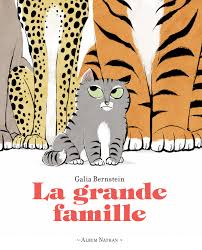 Galia Bernstein
La grande
famille
~ Album Nathan ~